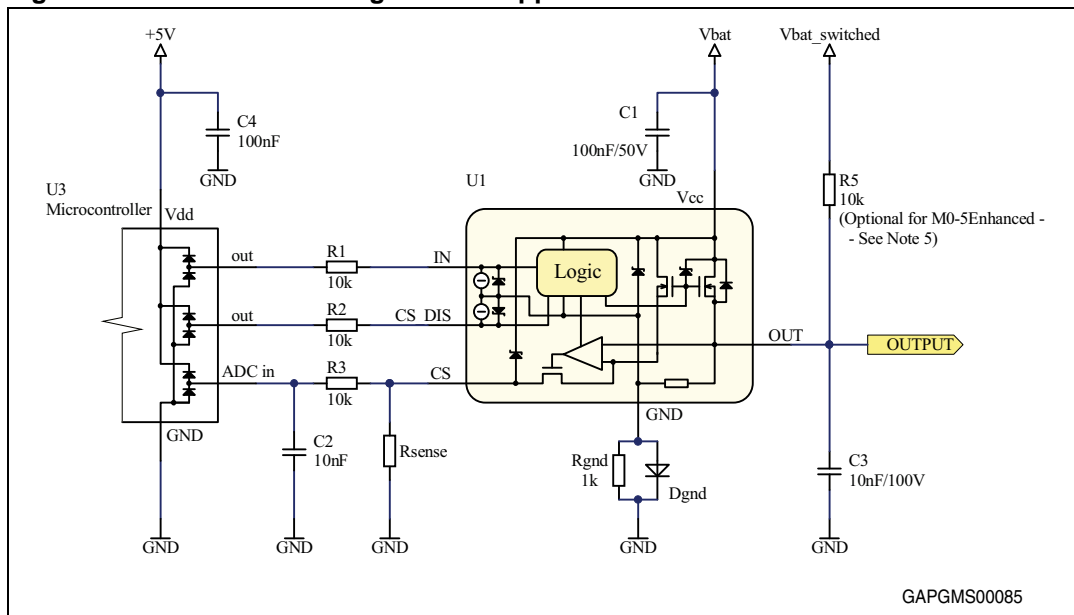 +5V
Vbat
Vbat_switched
C4
100nF
GND
C1
100nF/50V
GND
U3
Microcontroller
Vdd
U1
Vcc
R5
10k
(Optional for M0-5Enhanced -
- See Note 5)
out
R1
10k
IN
Logic
out
R2
10k
CS_DIS
OUT
OUTPUT
ADC in
R3
10k
CS
GND
GND
C2
10nF
Rsense
Rgnd
1k
Dgnd
C3
10nF/100V
GND
GND
GND
GND
GND
GAPGMS00085